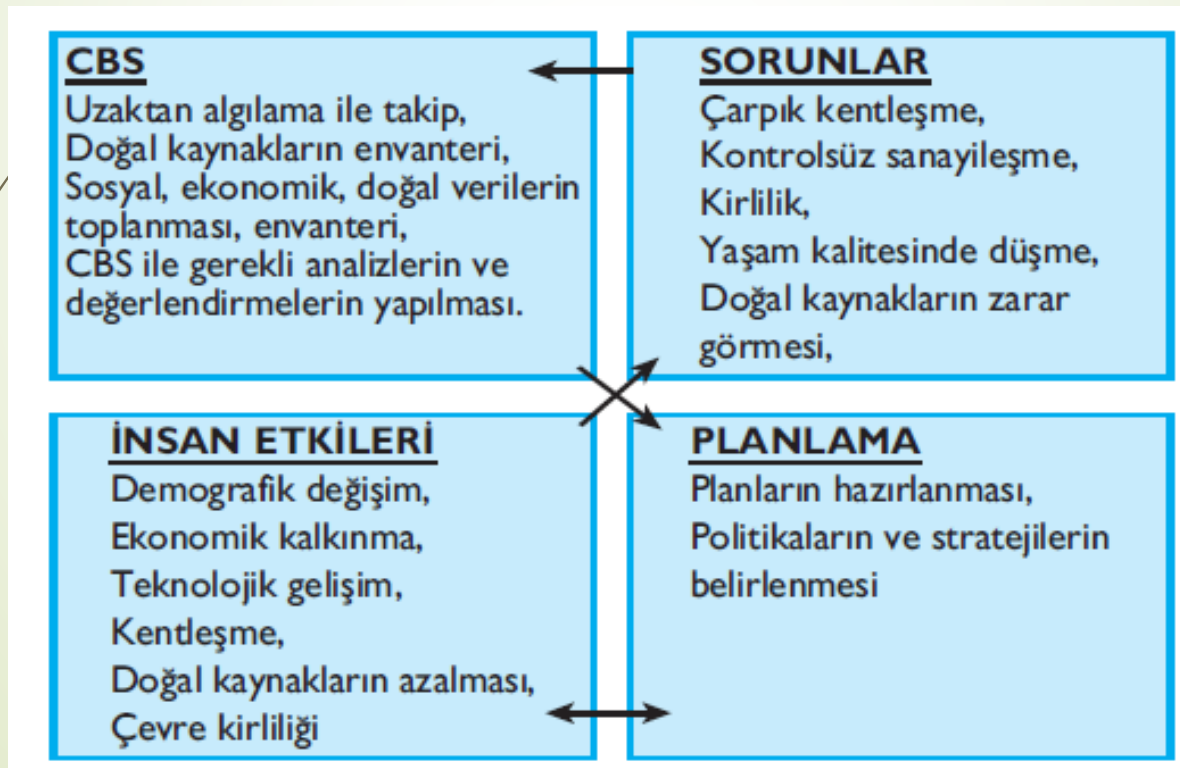 CBS
Uzaktan algılama ile takip,
Doğal kaynakların envanteri,
Sosyal, ekonomik, doğal verilerin
toplanması, envanteri,
CBS ile gerekli analizlerin ve
değerlendirmelerin yapılması.
SORUNLAR
Çarpık kentleşme,
Kontrolsüz sanayileşme,
Kirlilik,
Yaşam kalitesinde düşme,
Doğal kaynakların zarar
görmesi,
İNSAN ETKİLERİ
Demografik değişim,
Ekonomik kalkınma,
Teknolojik gelişim,
Kentleşme,
Doğal kaynakların azalması,
Çevre kirliliği
PLANLAMA
Planların hazırlanması,
Politikaların ve stratejilerin
belirlenmesi